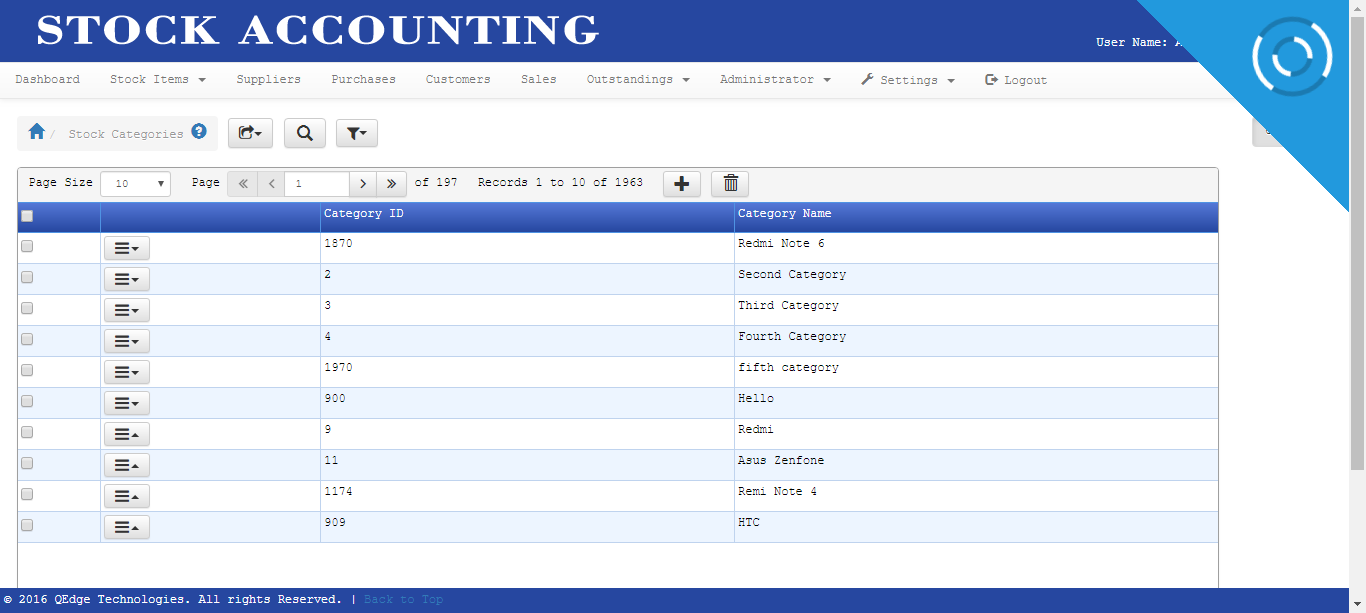 STOCK ACCOUNTING
User Name:
Dashboard Stock Items Suppliers Purchases Customers Sales Outstandings Administrator Settings Logout
/ Stock Categories ?
Page Size 10 Page « < 1 > » of 197 Records 1 to 10 of 1963
Category ID Category Name
1870 Redmi Note 6
2 Second Category
3 Third Category
4 Fourth Category
1970 fifth category
900 Hello
9 Redmi
11 Asus Zenfone
1174 Remi Note 4
909 HTC
© 2016 QEdge Technologies. All rights Reserved. | Back to Top